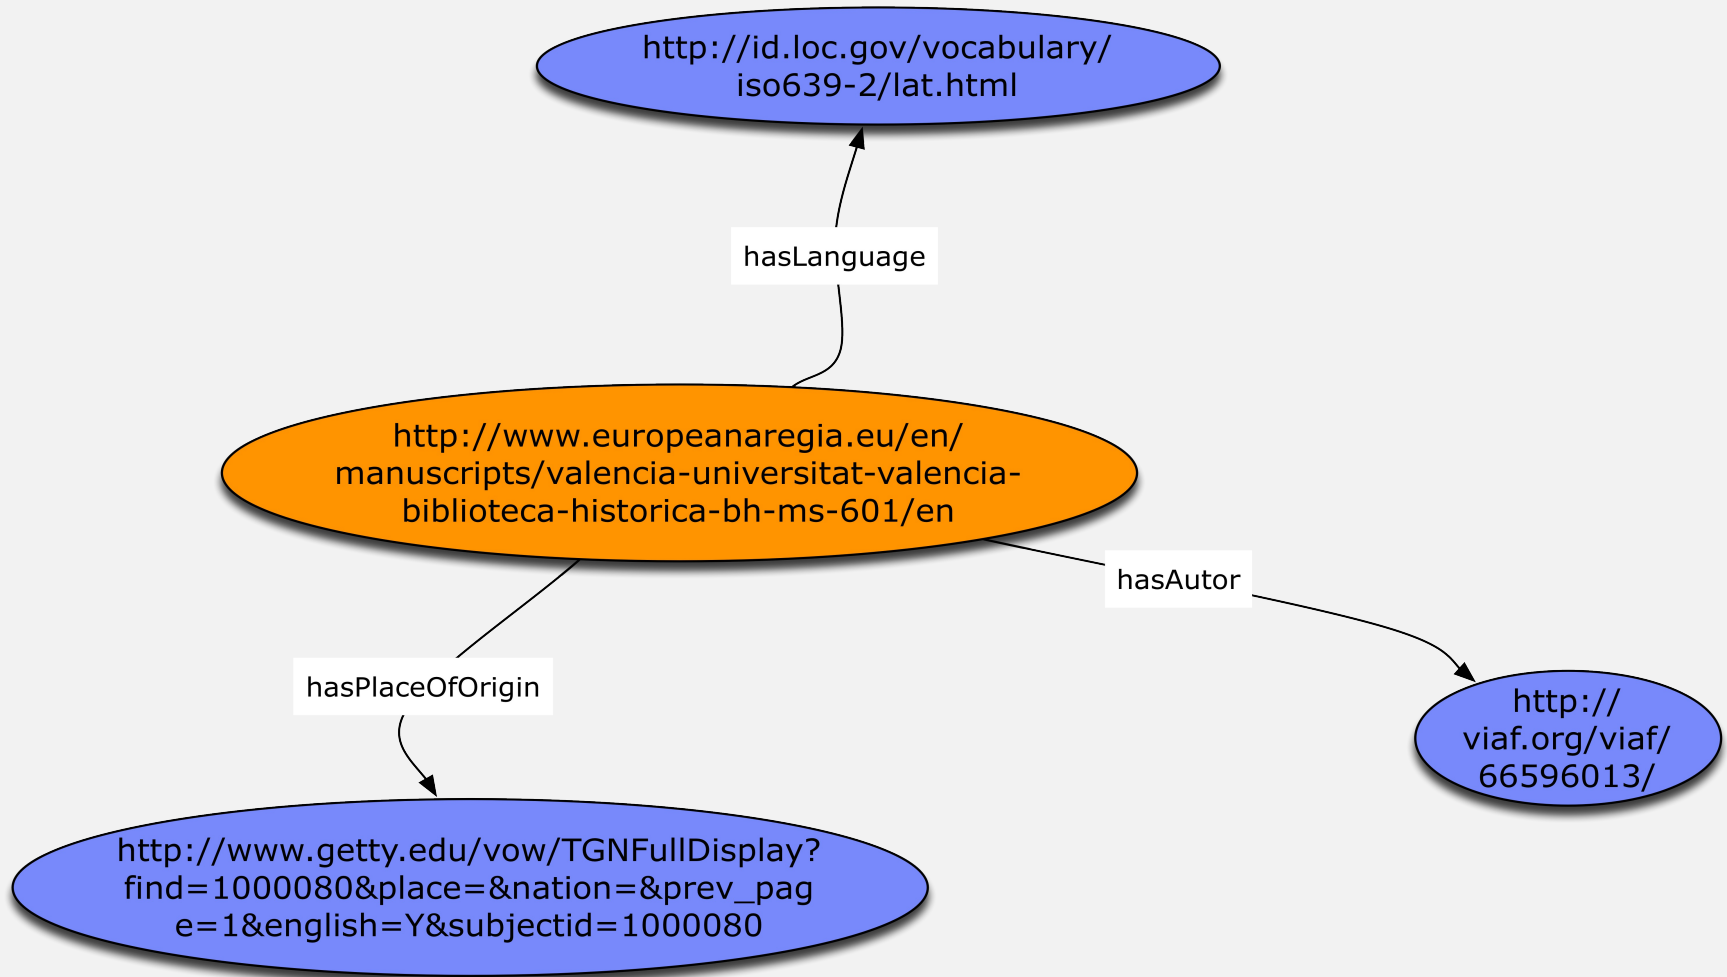 http://id.loc.gov/vocabulary/
iso639-2/lat.html
hasLanguage
http://www.europeanaregia.eu/en/
manuscripts/valencia-universitat-valencia-
biblioteca-historica-bh-ms-601/en
hasAutor
hasPlaceOfOrigin
http://
viaf.org/viaf/
66596013/
http://www.getty.edu/vow/TGNFullDisplay?
find=1000080&place=&nation=&prev_pag
e=1&english=Y&subjectid=1000080